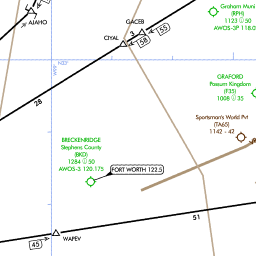 GACEB
Graham Muni
(RPH)
1123 50
AWOS-3P 118.0
AJAHO
CIYAL
3
55
58
28
GRAFORD
Possum Kingdom
(F35)
1008 35
Sportsman's World Pvt
(TA65)
1142 - 42
BRECKENRIDGE
Stephens County
(BKD)
1284 50
AWOS-3 120.175
FORT WORTH 122.5
51
45
WAPEV